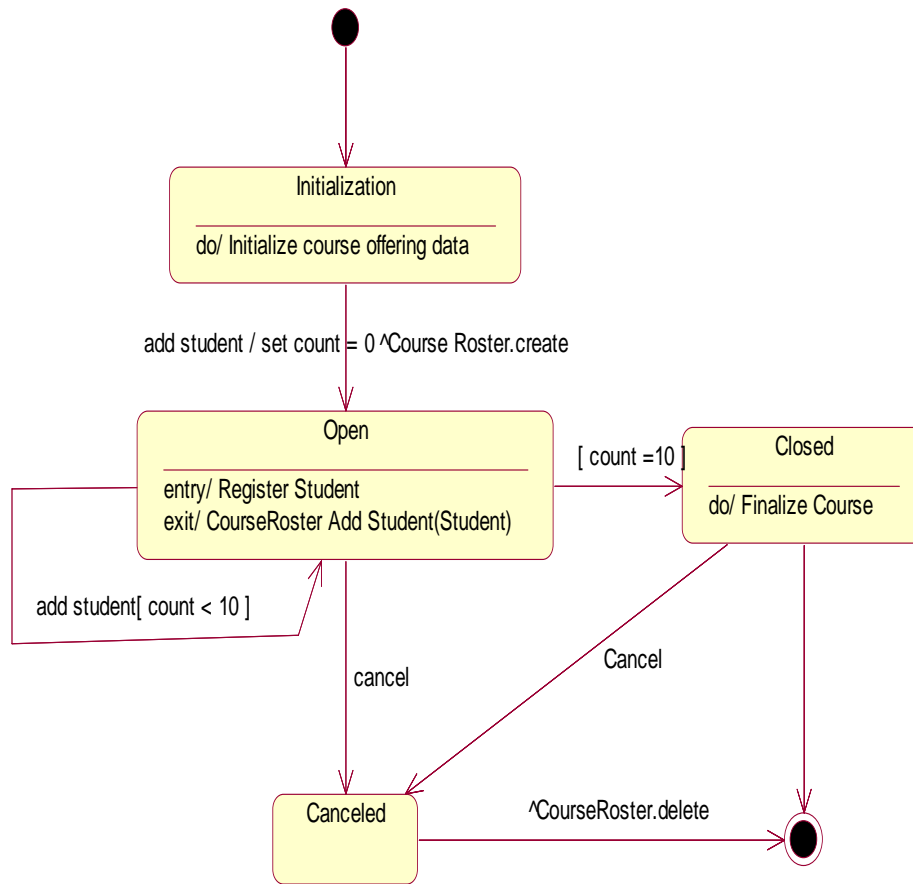 Initialization
do/ Initialize course offering data
add student / set count = 0 ^Course Roster.create
Open
entry/ Register Student
exit/ CourseRoster Add Student(Student)
[ count =10 ]
Closed
do/ Finalize Course
add student[ count < 10 ]
cancel
Cancel
Canceled
^CourseRoster.delete